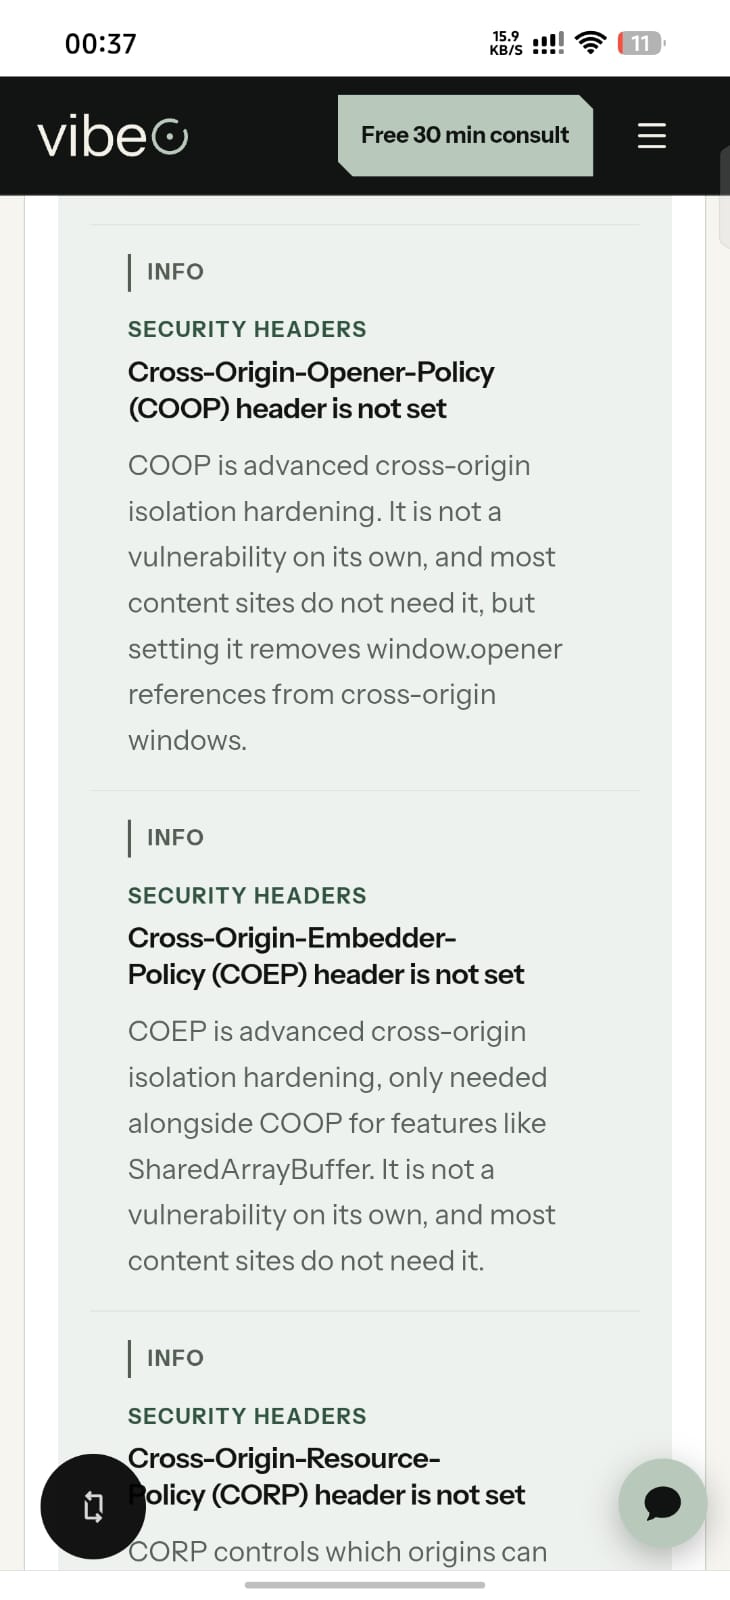 00:37
15.9
KB/S
11
vibe
Free 30 min consult
INFO
SECURITY HEADERS
Cross-Origin-Opener-Policy
(COOP) header is not set
COOP is advanced cross-origin
isolation hardening. It is not a
vulnerability on its own, and most
content sites do not need it, but
setting it removes window.opener
references from cross-origin
windows.
INFO
SECURITY HEADERS
Cross-Origin-Embedder-
Policy (COEP) header is not set
COEP is advanced cross-origin
isolation hardening, only needed
alongside COOP for features like
SharedArrayBuffer. It is not a
vulnerability on its own, and most
content sites do not need it.
INFO
SECURITY HEADERS
Cross-Origin-Resource-
Policy (CORP) header is not set
CORP controls which origins can